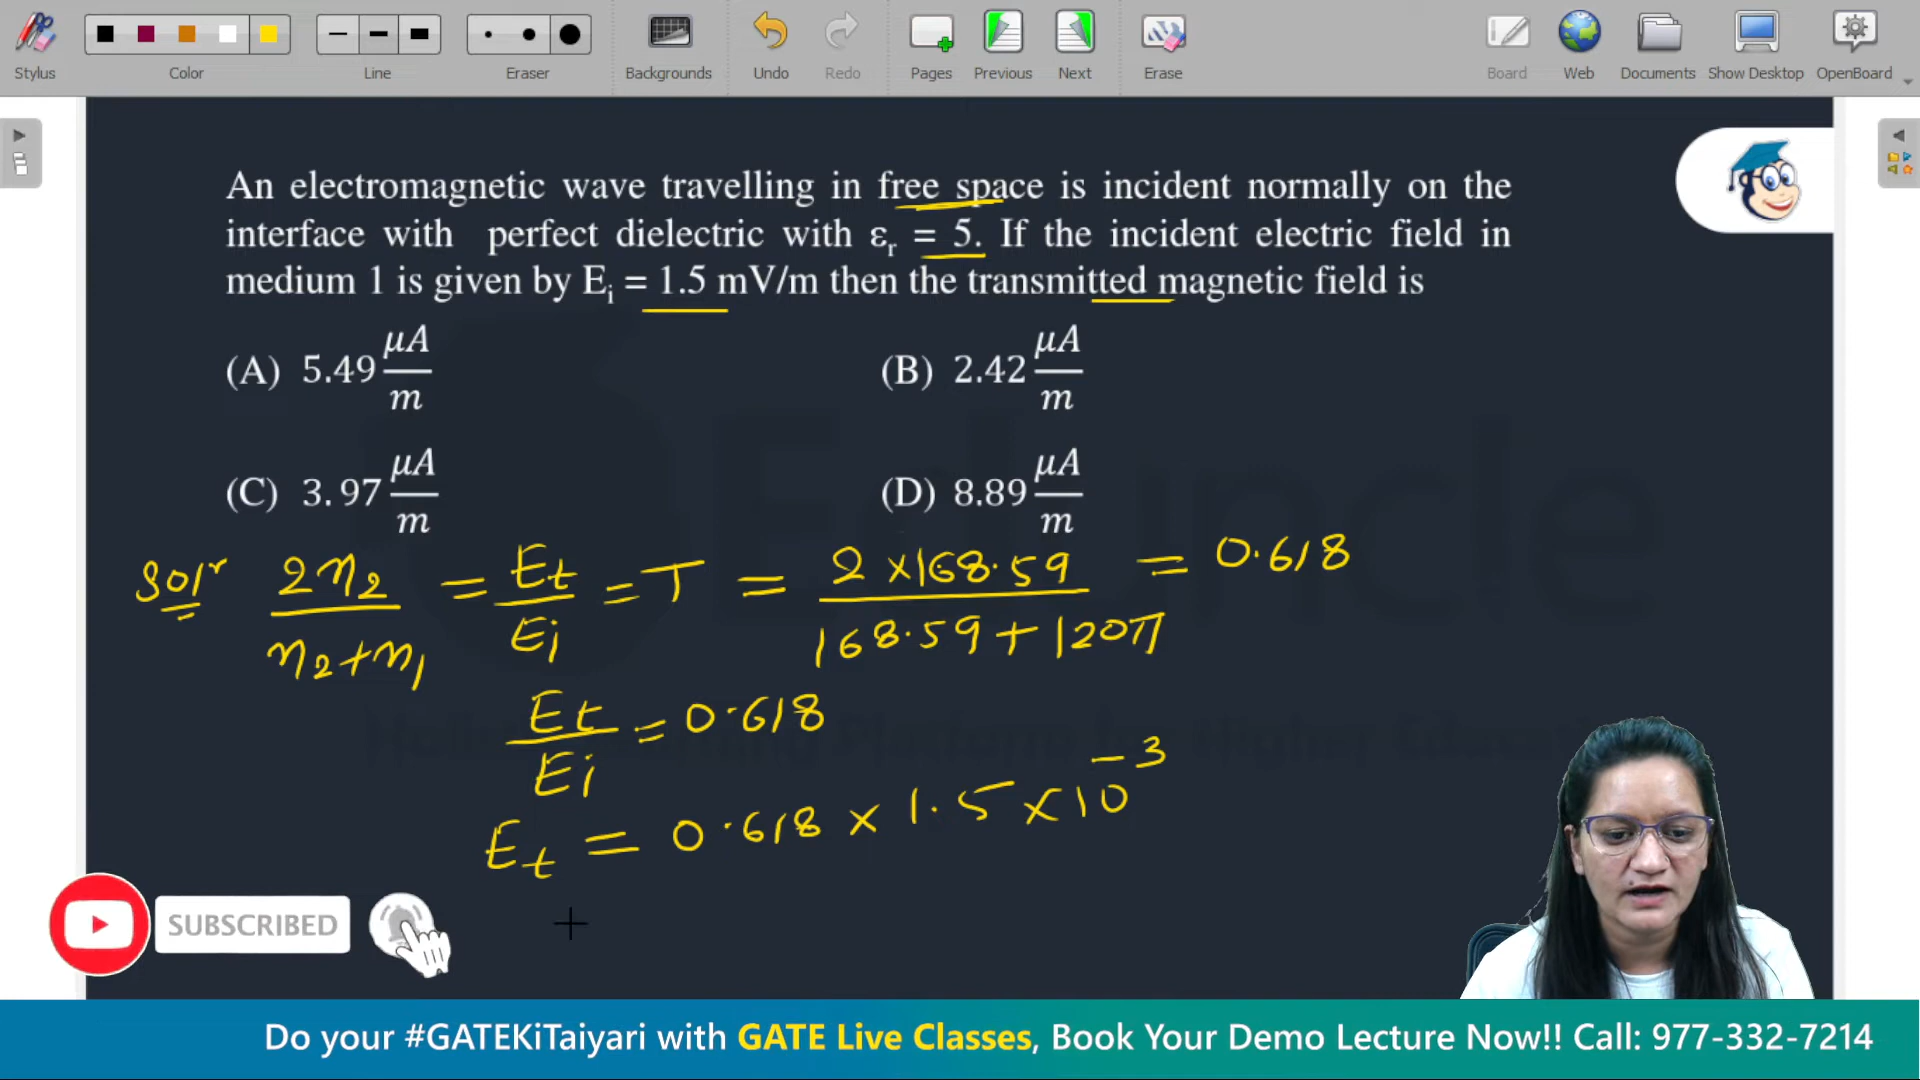 Stylus Color Line Eraser Backgrounds Undo Redo Pages Previous Next Erase Board Web Documents Show Desktop OpenBoard
An electromagnetic wave travelling in free space is incident normally on the
interface with perfect dielectric with εr = 5. If the incident electric field in
medium 1 is given by Ei = 1.5 mV/m then the transmitted magnetic field is
(A) 5.49 μA/m (B) 2.42 μA/m
(C) 3.97 μA/m (D) 8.89 μA/m
Solⁿ 2η2/(η2+η1) = Et/Ei = T = (2×168.59)/(168.59+120π) = 0.618
Et/Ei = 0.618
Et = 0.618 × 1.5 × 10^-3
SUBSCRIBED
Do your #GATEKiTaiyari with GATE Live Classes, Book Your Demo Lecture Now!! Call: 977-332-7214